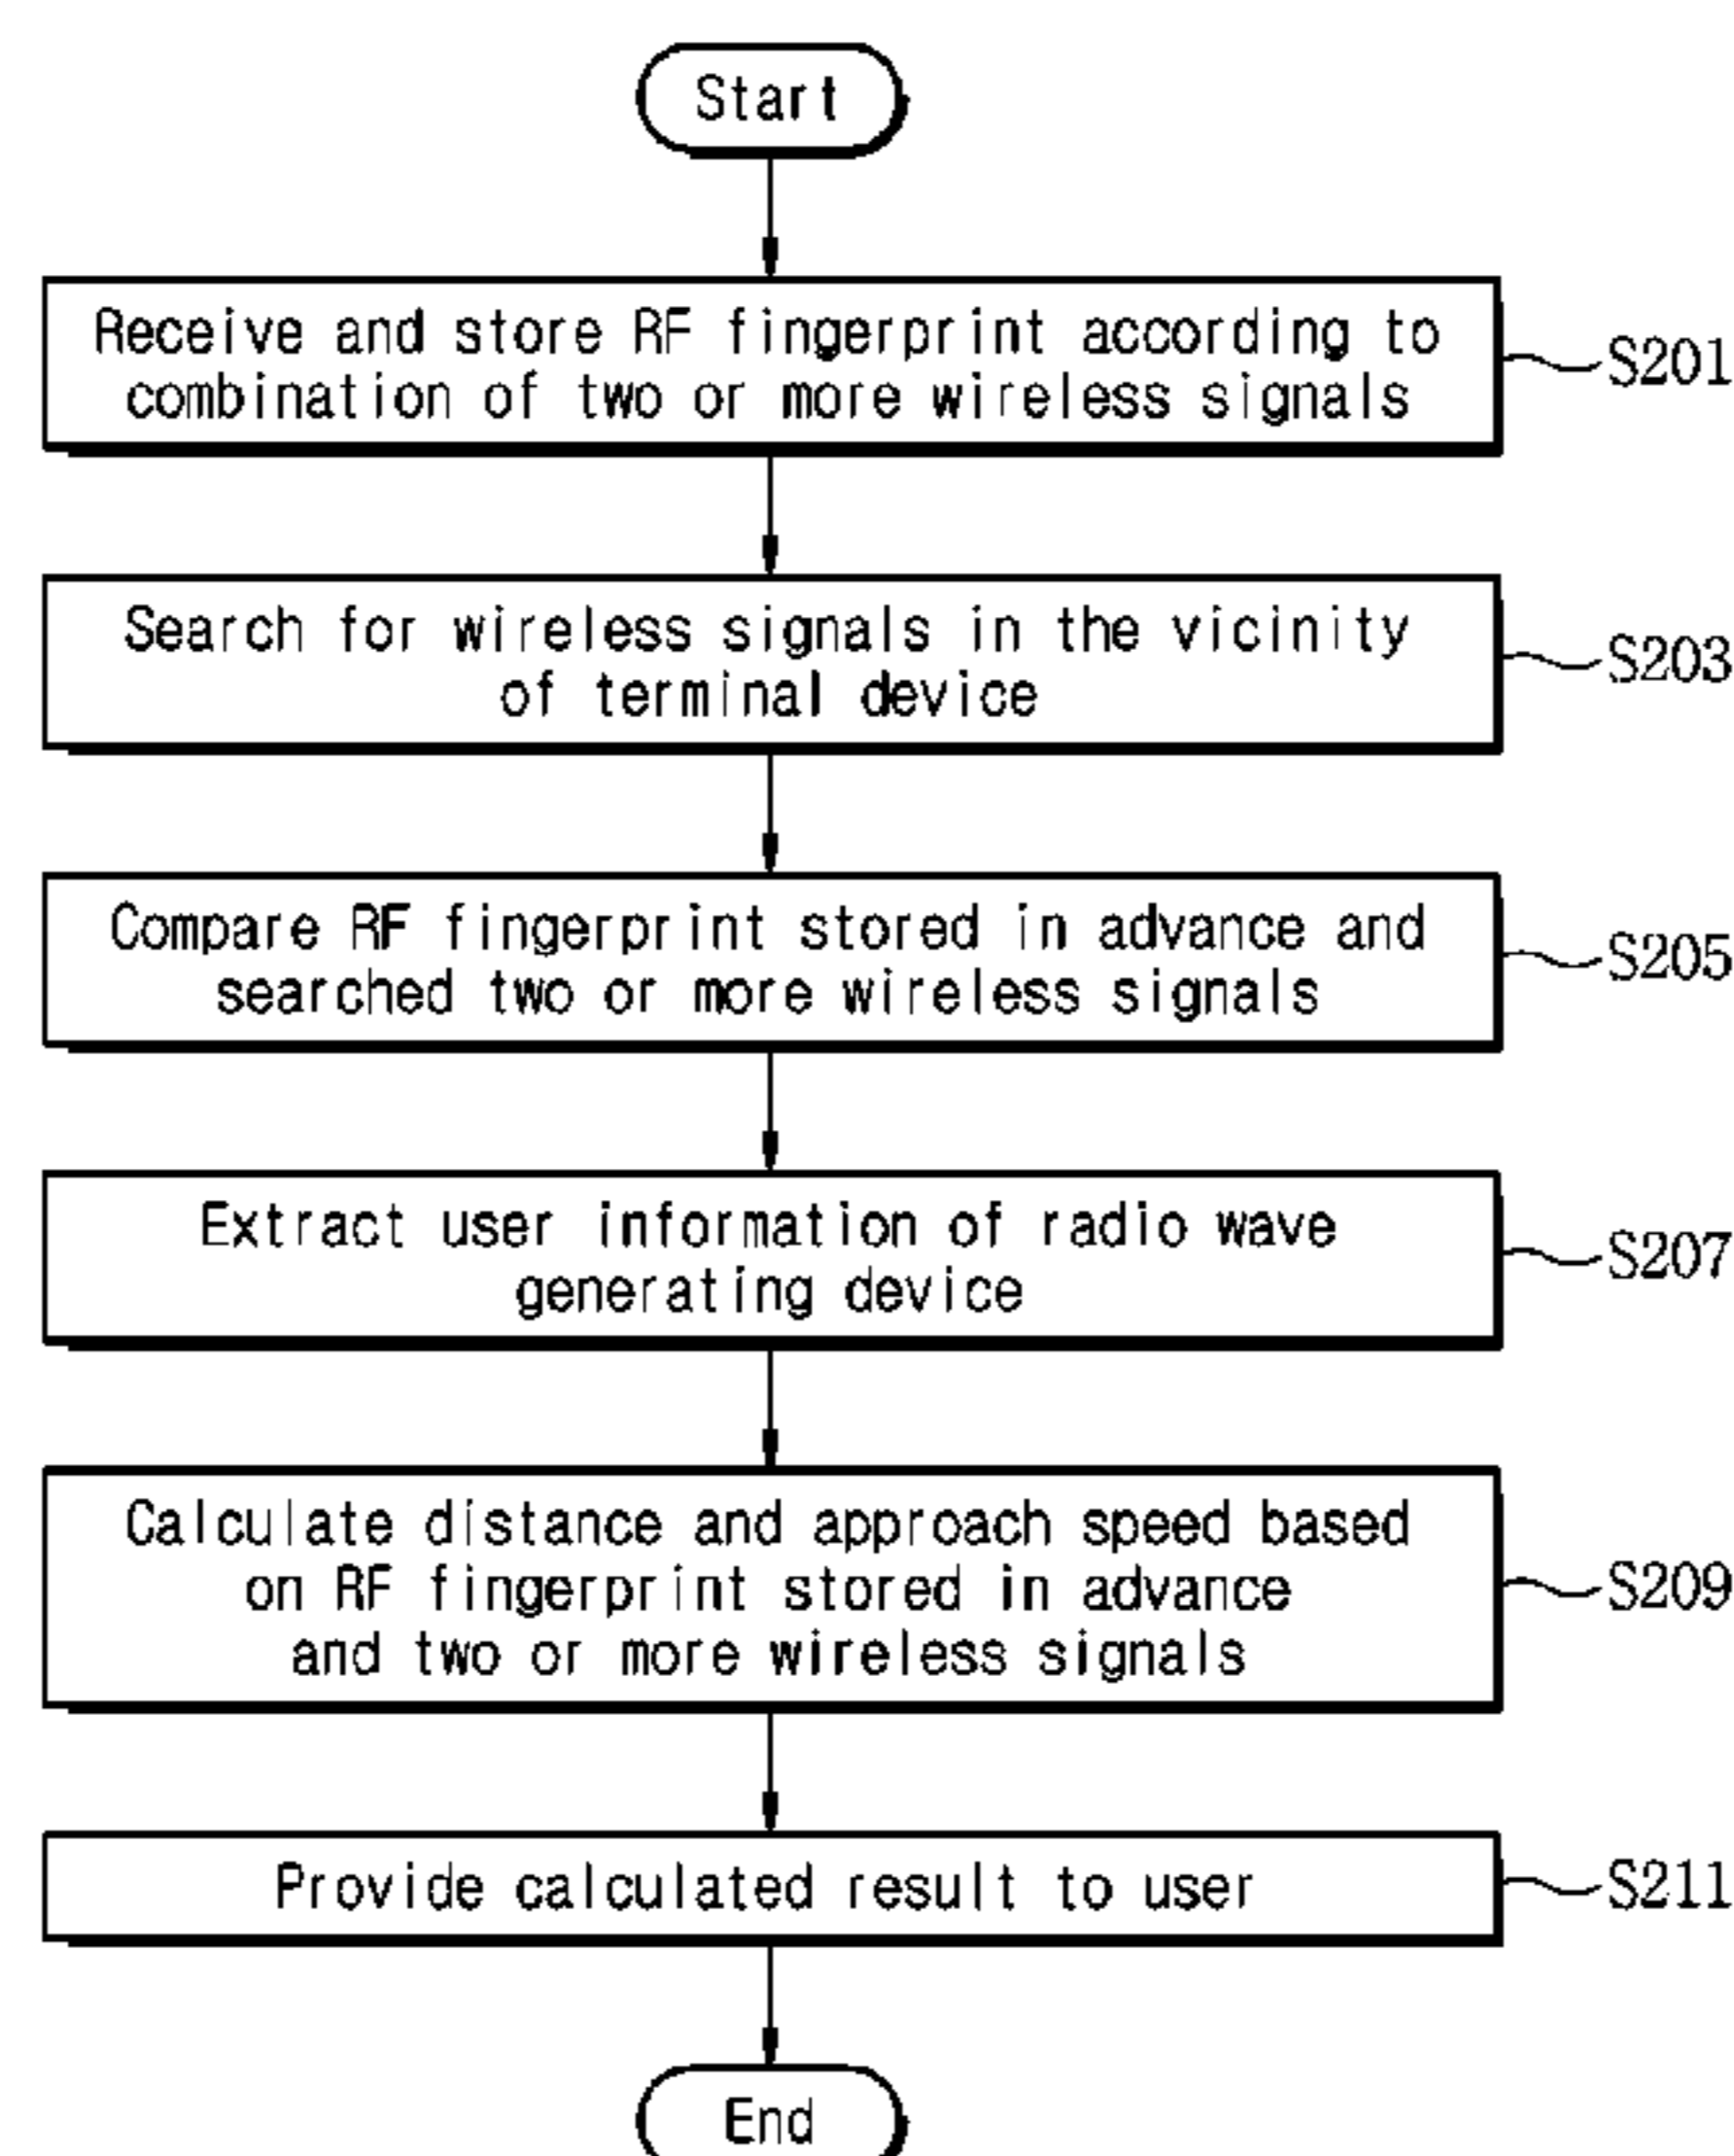 Start
Receive and store RF fingerprint according to
combination of two or more wireless signals
S201
Search for wireless signals in the vicinity
of terminal device
S203
Compare RF fingerprint stored in advance and
searched two or more wireless signals
S205
Extract user information of radio wave
generating device
S207
Calculate distance and approach speed based
on RF fingerprint stored in advance
and two or more wireless signals
S209
Provide calculated result to user
S211
End